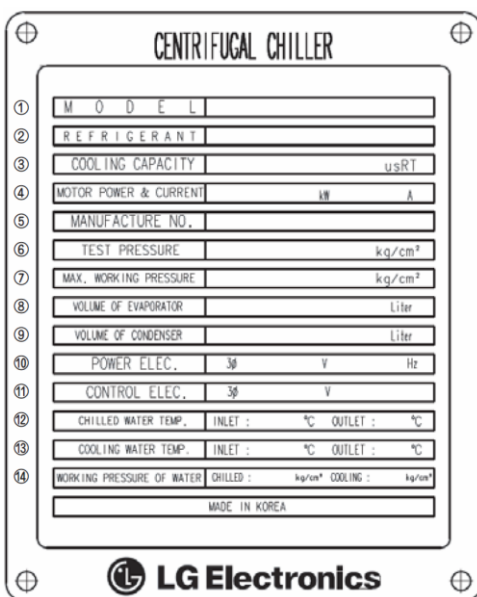 CENTRIFUGAL CHILLER
① MODEL
② REFRIGERANT
③ COOLING CAPACITY usRT
④ MOTOR POWER & CURRENT kW A
⑤ MANUFACTURE NO.
⑥ TEST PRESSURE kg/cm²
⑦ MAX. WORKING PRESSURE kg/cm²
⑧ VOLUME OF EVAPORATOR Liter
⑨ VOLUME OF CONDENSER Liter
⑩ POWER ELEC. 3ϕ V Hz
⑪ CONTROL ELEC. 3ϕ V
⑫ CHILLED WATER TEMP. INLET : °C OUTLET : °C
⑬ COOLING WATER TEMP. INLET : °C OUTLET : °C
⑭ WORKING PRESSURE OF WATER CHILLED : kg/cm² COOLING : kg/cm²
MADE IN KOREA
LG LG Electronics